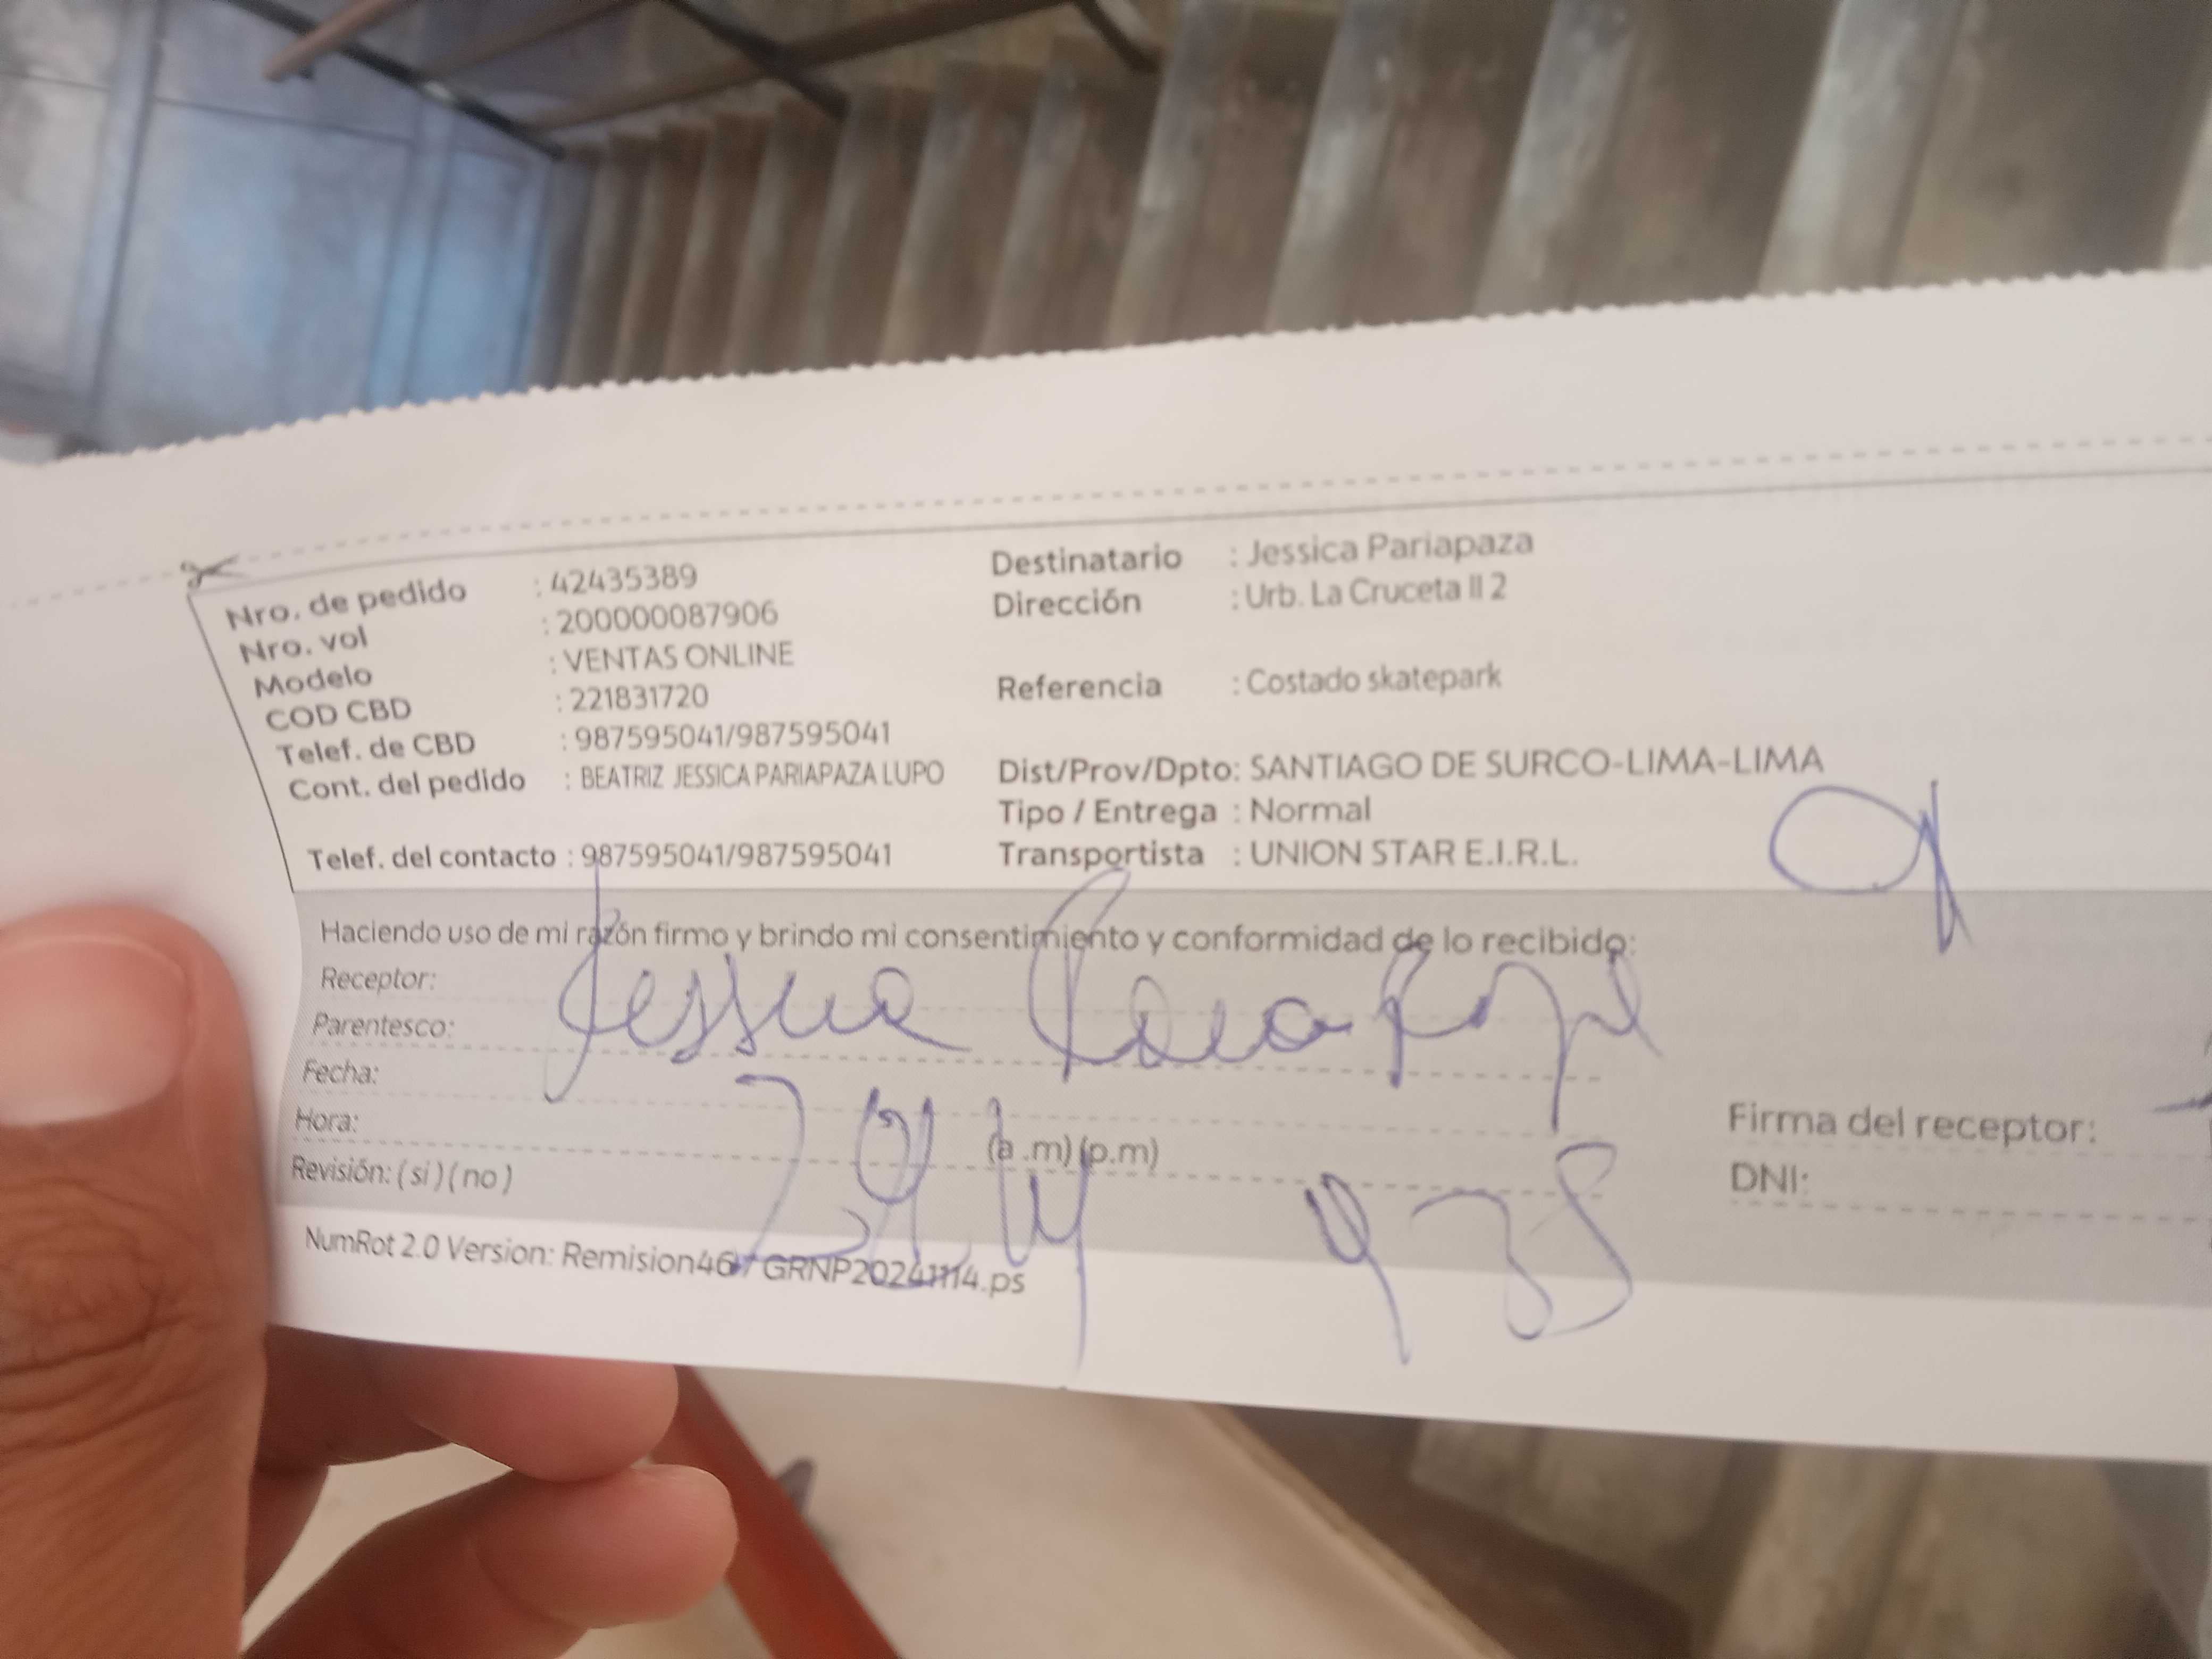 Nro. de pedido : 42435389
Nro. vol : 200000087906
Modelo : VENTAS ONLINE
COD CBD : 221831720
Telef. de CBD : 987595041/987595041
Cont. del pedido : BEATRIZ JESSICA PARIAPAZA LUPO
Telef. del contacto : 987595041/987595041
Destinatario : Jessica Pariapaza
Dirección : Urb. La Cruceta II 2
Referencia : Costado skatepark
Dist/Prov/Dpto: SANTIAGO DE SURCO-LIMA-LIMA
Tipo / Entrega : Normal
Transportista : UNION STAR E.I.R.L.
Haciendo uso de mi razón firmo y brindo mi consentimiento y conformidad de lo recibido:
Receptor:
Jessica
Parentesco:
Fecha:
Hora: (a .m) (p.m)
Revisión: ( si ) ( no )
938
Firma del receptor:
DNI:
NumRot 2.0 Version: GRNP20241114.ps